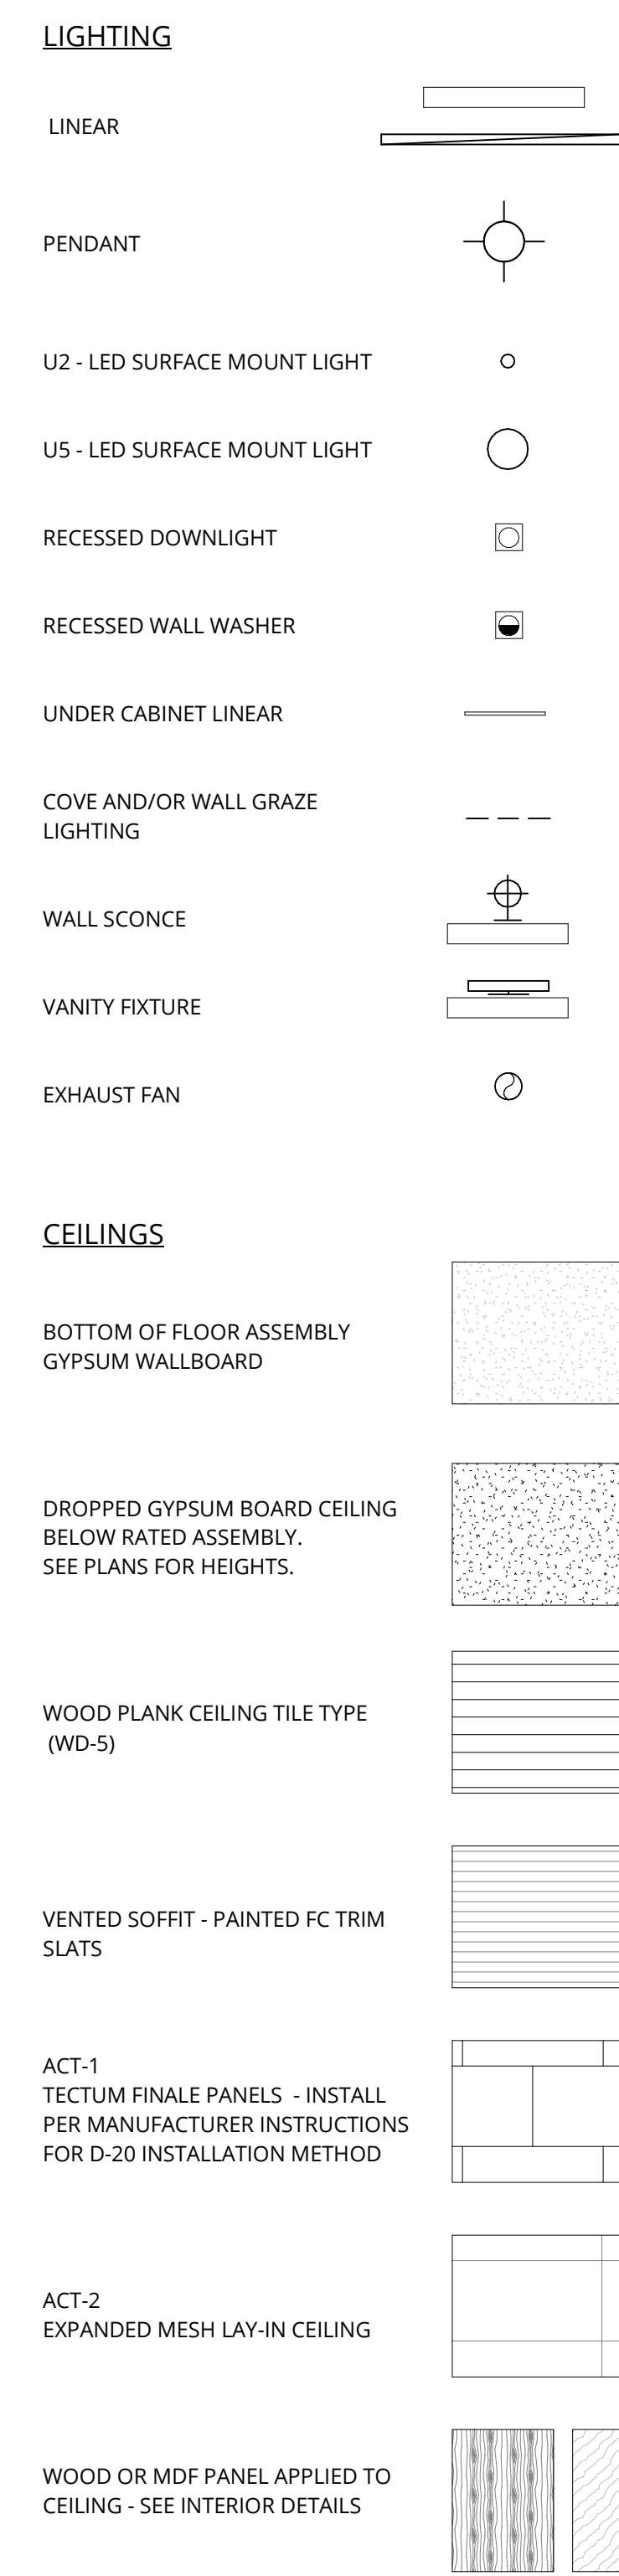 LIGHTING
LINEAR
PENDANT
U2 - LED SURFACE MOUNT LIGHT
U5 - LED SURFACE MOUNT LIGHT
RECESSED DOWNLIGHT
RECESSED WALL WASHER
UNDER CABINET LINEAR
COVE AND/OR WALL GRAZE
LIGHTING
WALL SCONCE
VANITY FIXTURE
EXHAUST FAN
CEILINGS
BOTTOM OF FLOOR ASSEMBLY
GYPSUM WALLBOARD
DROPPED GYPSUM BOARD CEILING
BELOW RATED ASSEMBLY.
SEE PLANS FOR HEIGHTS.
WOOD PLANK CEILING TILE TYPE
(WD-5)
VENTED SOFFIT - PAINTED FC TRIM
SLATS
ACT-1
TECTUM FINALE PANELS  - INSTALL
PER MANUFACTURER INSTRUCTIONS
FOR D-20 INSTALLATION METHOD
ACT-2
EXPANDED MESH LAY-IN CEILING
WOOD OR MDF PANEL APPLIED TO
CEILING - SEE INTERIOR DETAILS